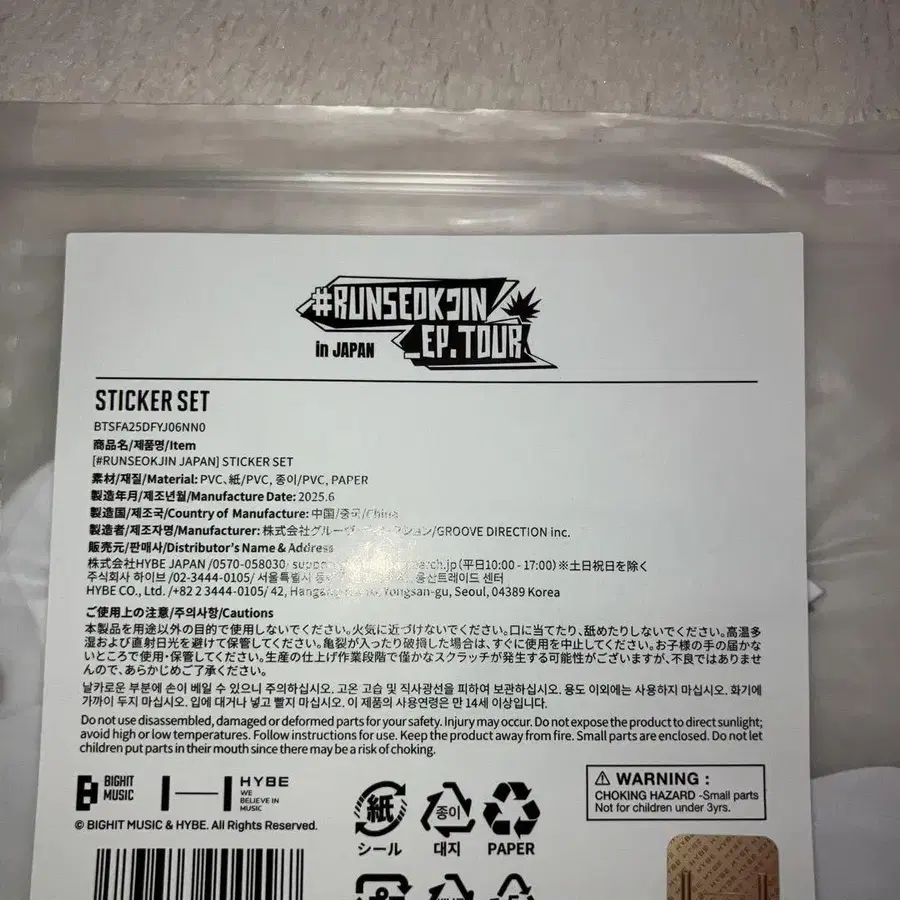 #RUNSEOKJIN
_EP.TOUR
in JAPAN
STICKER SET
BTSFA25DFYJ06NN0
商品名/제품명/Item
[#RUNSEOKJIN JAPAN] STICKER SET
素材/재질/Material: PVC、紙/PVC, 종이/PVC, PAPER
製造年月/제조년월/Manufacture Date: 2025.6
製造国/제조국/Country of Manufacture: 中国/중국/China
製造者/제조자명/Manufacturer: 株式会社グルーヴ /GROOVE DIRECTION inc.
販売元/판매사/Distributor's Name & Address
株式会社HYBE JAPAN /0570-058030 (平日10:00 - 17:00)※土日祝日を除く
주식회사 하이브 /02-3444-0105/ 서울특별시 용산트레이드 센터
HYBE CO., Ltd. /+82 2 3444-0105/ 42, Yongsan-gu, Seoul, 04389 Korea
ご使用上の注意/주의사항/Cautions
本製品を用途以外の目的で使用しないでください。火気に近づけないでください。口に当てたり、舐めたりしないでください。高温多
湿および直射日光を避けて保管してください。亀裂が入ったり破損した場合は、すぐに使用を中止してください。お子様の手の届かな
いところで使用・保管してください。生産の仕上げ作業段階で僅かなスクラッチが発生する可能性がございますが、不良ではありませ
んので、あらかじめご了承ください。
날카로운 부분에 손이 베일 수 있으니 주의하십시오. 고온 고습 및 직사광선을 피하여 보관하십시오. 용도 이외에는 사용하지 마십시오. 화기에
가까이 두지 마십시오. 입에 대거나 넣고 빨지 마십시오. 이 제품의 사용연령은 만 14세 이상입니다.
Do not use disassembled, damaged or deformed parts for your safety. Injury may occur. Do not expose the product to direct sunlight;
avoid high or low temperatures. Follow instructions for use. Keep the product away from fire. Small parts are enclosed. Do not let
children put parts in their mouth since there may be a risk of choking.
BIGHIT
MUSIC
HYBE
WE
BELIEVE IN
MUSIC
© BIGHIT MUSIC & HYBE. All Rights Reserved.
紙
シール
종이
대지
PAPER
⚠ WARNING :
CHOKING HAZARD -Small parts
Not for children under 3yrs.